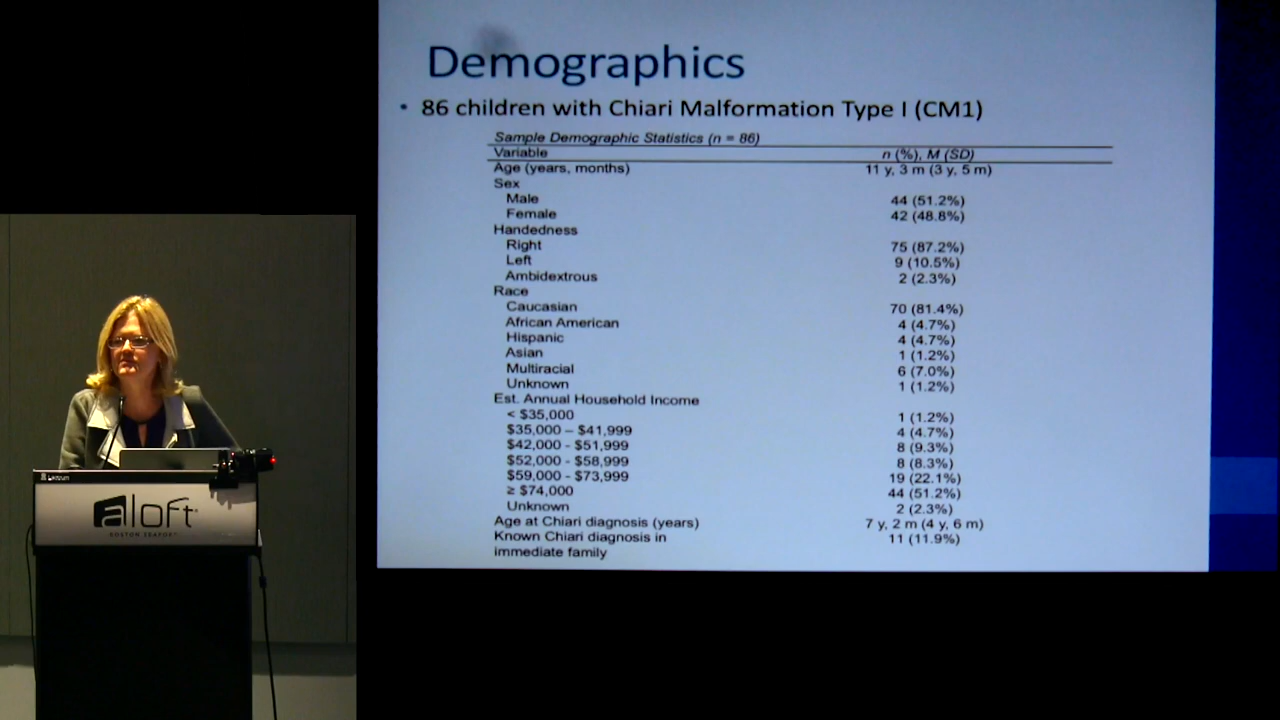 Demographics
• 86 children with Chiari Malformation Type I (CM1)
Sample Demographic Statistics (n = 86)
Variable n (%), M (SD)
Age (years, months) 11 y, 3 m (3 y, 5 m)
Sex
Male 44 (51.2%)
Female 42 (48.8%)
Handedness
Right 75 (87.2%)
Left 9 (10.5%)
Ambidextrous 2 (2.3%)
Race
Caucasian 70 (81.4%)
African American 4 (4.7%)
Hispanic 4 (4.7%)
Asian 1 (1.2%)
Multiracial 6 (7.0%)
Unknown 1 (1.2%)
Est. Annual Household Income
< $35,000 1 (1.2%)
$35,000 – $41,999 4 (4.7%)
$42,000 - $51,999 8 (9.3%)
$52,000 - $58,999 8 (8.3%)
$59,000 - $73,999 19 (22.1%)
≥ $74,000 44 (51.2%)
Unknown 2 (2.3%)
Age at Chiari diagnosis (years) 7 y, 2 m (4 y, 6 m)
Known Chiari diagnosis in 11 (11.9%)
immediate family
aloft
BOSTON SEAPORT